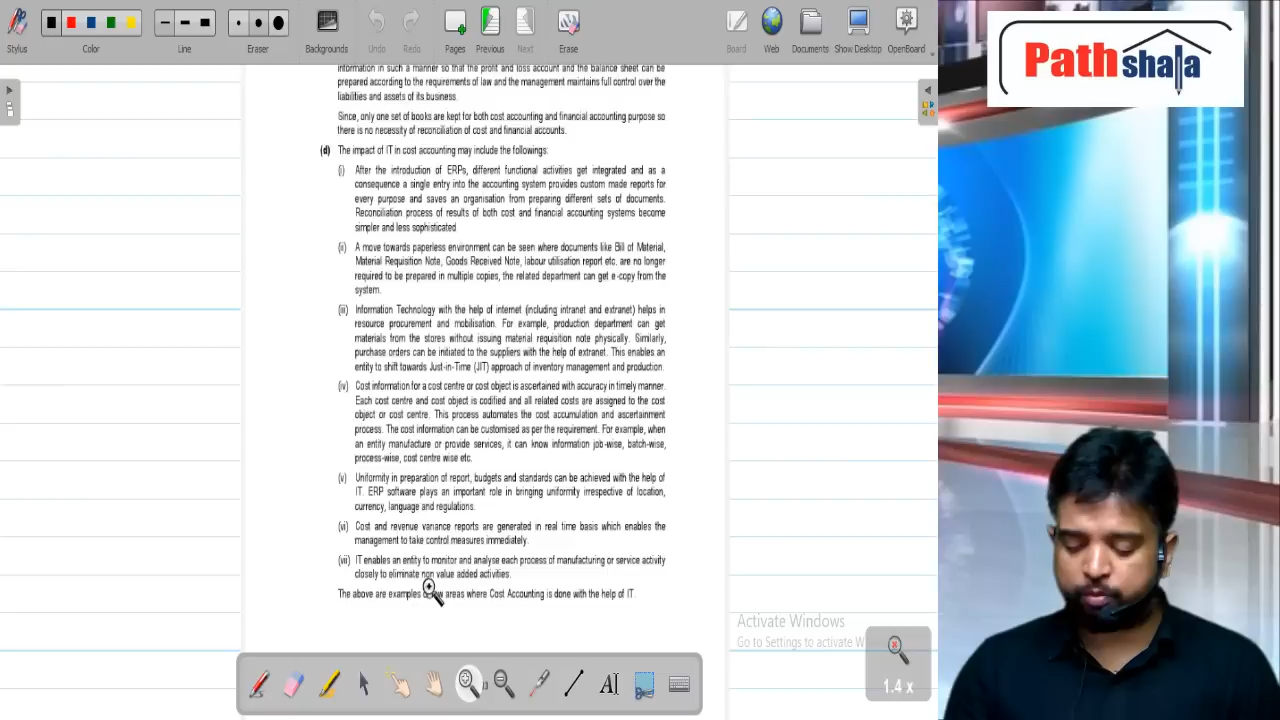 Stylus
Color
Line
Eraser
Backgrounds
Undo
Redo
Pages
Previous
Next
Erase
Board
Web
Documents
Show Desktop
OpenBoard
Path shala
information in such a manner so that the profit and loss account and the balance sheet can be
prepared according to the requirements of law and the management maintains full control over the
liabilities and assets of its business.
Since, only one set of books are kept for both cost accounting and financial accounting purpose so
there is no necessity of reconciliation of cost and financial accounts.
(d) The impact of IT in cost accounting may include the followings:
(i) After the introduction of ERPs, different functional activities get integrated and as a
consequence a single entry into the accounting system provides custom made reports for
every purpose and saves an organisation from preparing different sets of documents.
Reconciliation process of results of both cost and financial accounting systems become
simpler and less sophisticated
(ii) A move towards paperless environment can be seen where documents like Bill of Material,
Material Requisition Note, Goods Received Note, labour utilisation report etc. are no longer
required to be prepared in multiple copies, the related department can get e-copy from the
system.
(iii) Information Technology with the help of internet (including intranet and extranet) helps in
resource procurement and mobilisation. For example, production department can get
materials from the stores without issuing material requisition note physically. Similarly,
purchase orders can be initiated to the suppliers with the help of extranet. This enables an
entity to shift towards Just-in-Time (JIT) approach of inventory management and production.
(iv) Cost information for a cost centre or cost object is ascertained with accuracy in timely manner.
Each cost centre and cost object is codified and all related costs are assigned to the cost
object or cost centre. This process automates the cost accumulation and ascertainment
process. The cost information can be customised as per the requirement. For example, when
an entity manufacture or provide services, it can know information job-wise, batch-wise,
process-wise, cost centre wise etc.
(v) Uniformity in preparation of report, budgets and standards can be achieved with the help of
IT. ERP software plays an important role in bringing uniformity irrespective of location,
currency, language and regulations.
(vi) Cost and revenue variance reports are generated in real time basis which enables the
management to take control measures immediately.
(vii) IT enables an entity to monitor and analyse each process of manufacturing or service activity
closely to eliminate non value added activities.
The above are examples areas where Cost Accounting is done with the help of IT.
Activate Windows
Go to Settings to activate W
1.4 x